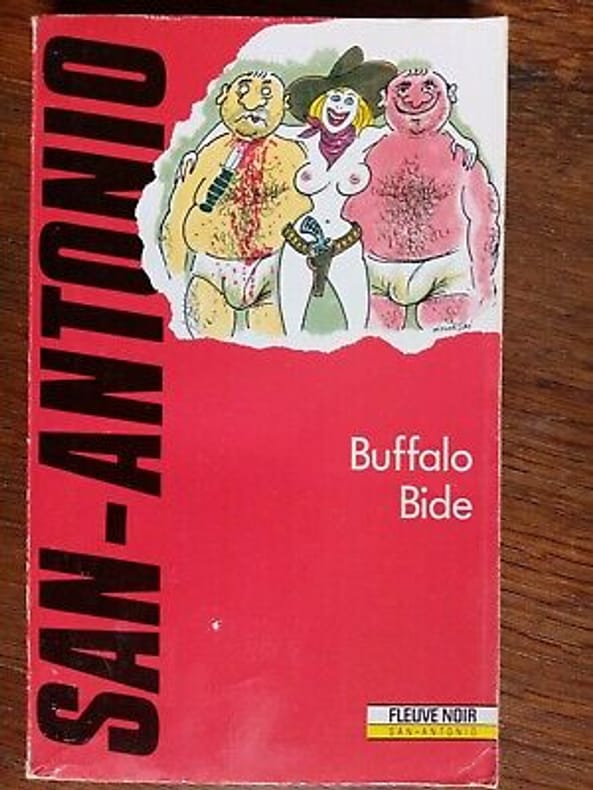 SAN-ANTONIO
Buffalo
Bide
FLEUVE NOIR
SAN-ANTONIO